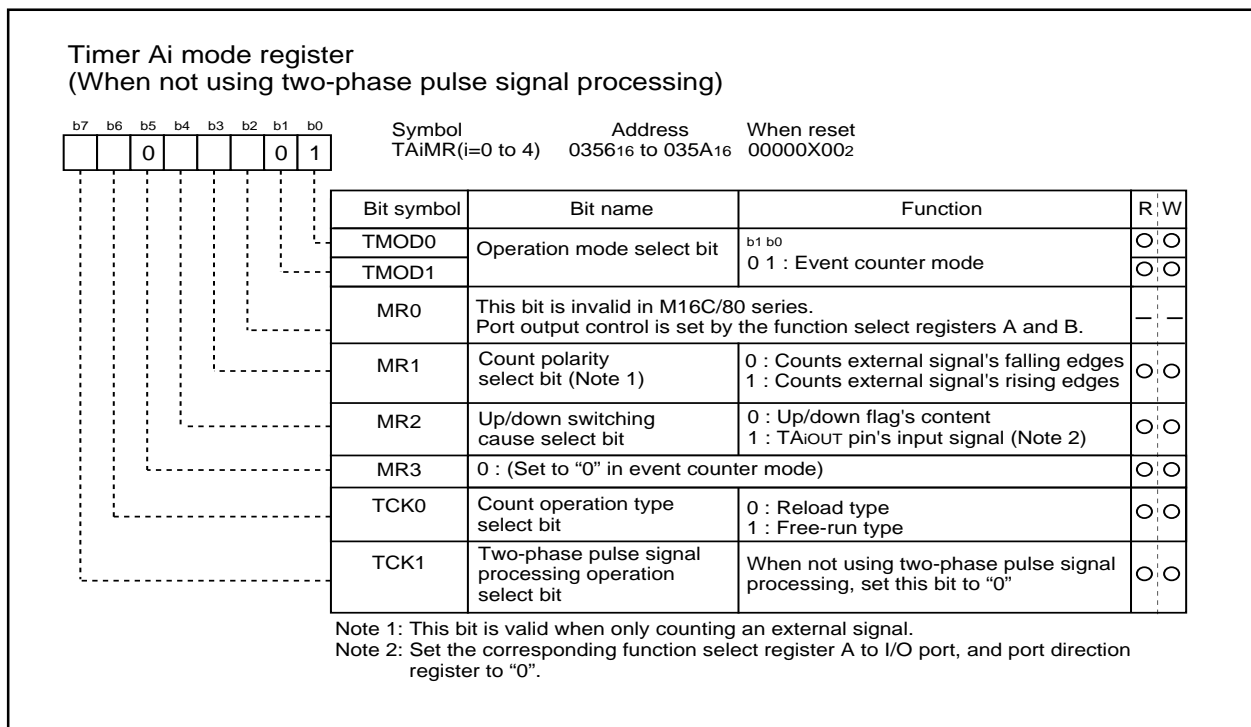 Timer Ai mode register
(When not using two-phase pulse signal processing)
b7 b6 b5 b4 b3 b2 b1 b0
0 0 1
Symbol Address When reset
TAiMR(i=0 to 4) 035616 to 035A16 00000X002
Bit symbol Bit name Function R W
TMOD0 Operation mode select bit b1 b0
TMOD1 0 1 : Event counter mode
MR0 This bit is invalid in M16C/80 series.
Port output control is set by the function select registers A and B.
MR1 Count polarity 0 : Counts external signal's falling edges
select bit (Note 1) 1 : Counts external signal's rising edges
MR2 Up/down switching 0 : Up/down flag's content
cause select bit 1 : TAiOUT pin's input signal (Note 2)
MR3 0 : (Set to “0” in event counter mode)
TCK0 Count operation type 0 : Reload type
select bit 1 : Free-run type
TCK1 Two-phase pulse signal When not using two-phase pulse signal
processing operation processing, set this bit to “0”
select bit
Note 1: This bit is valid when only counting an external signal.
Note 2: Set the corresponding function select register A to I/O port, and port direction
register to “0”.